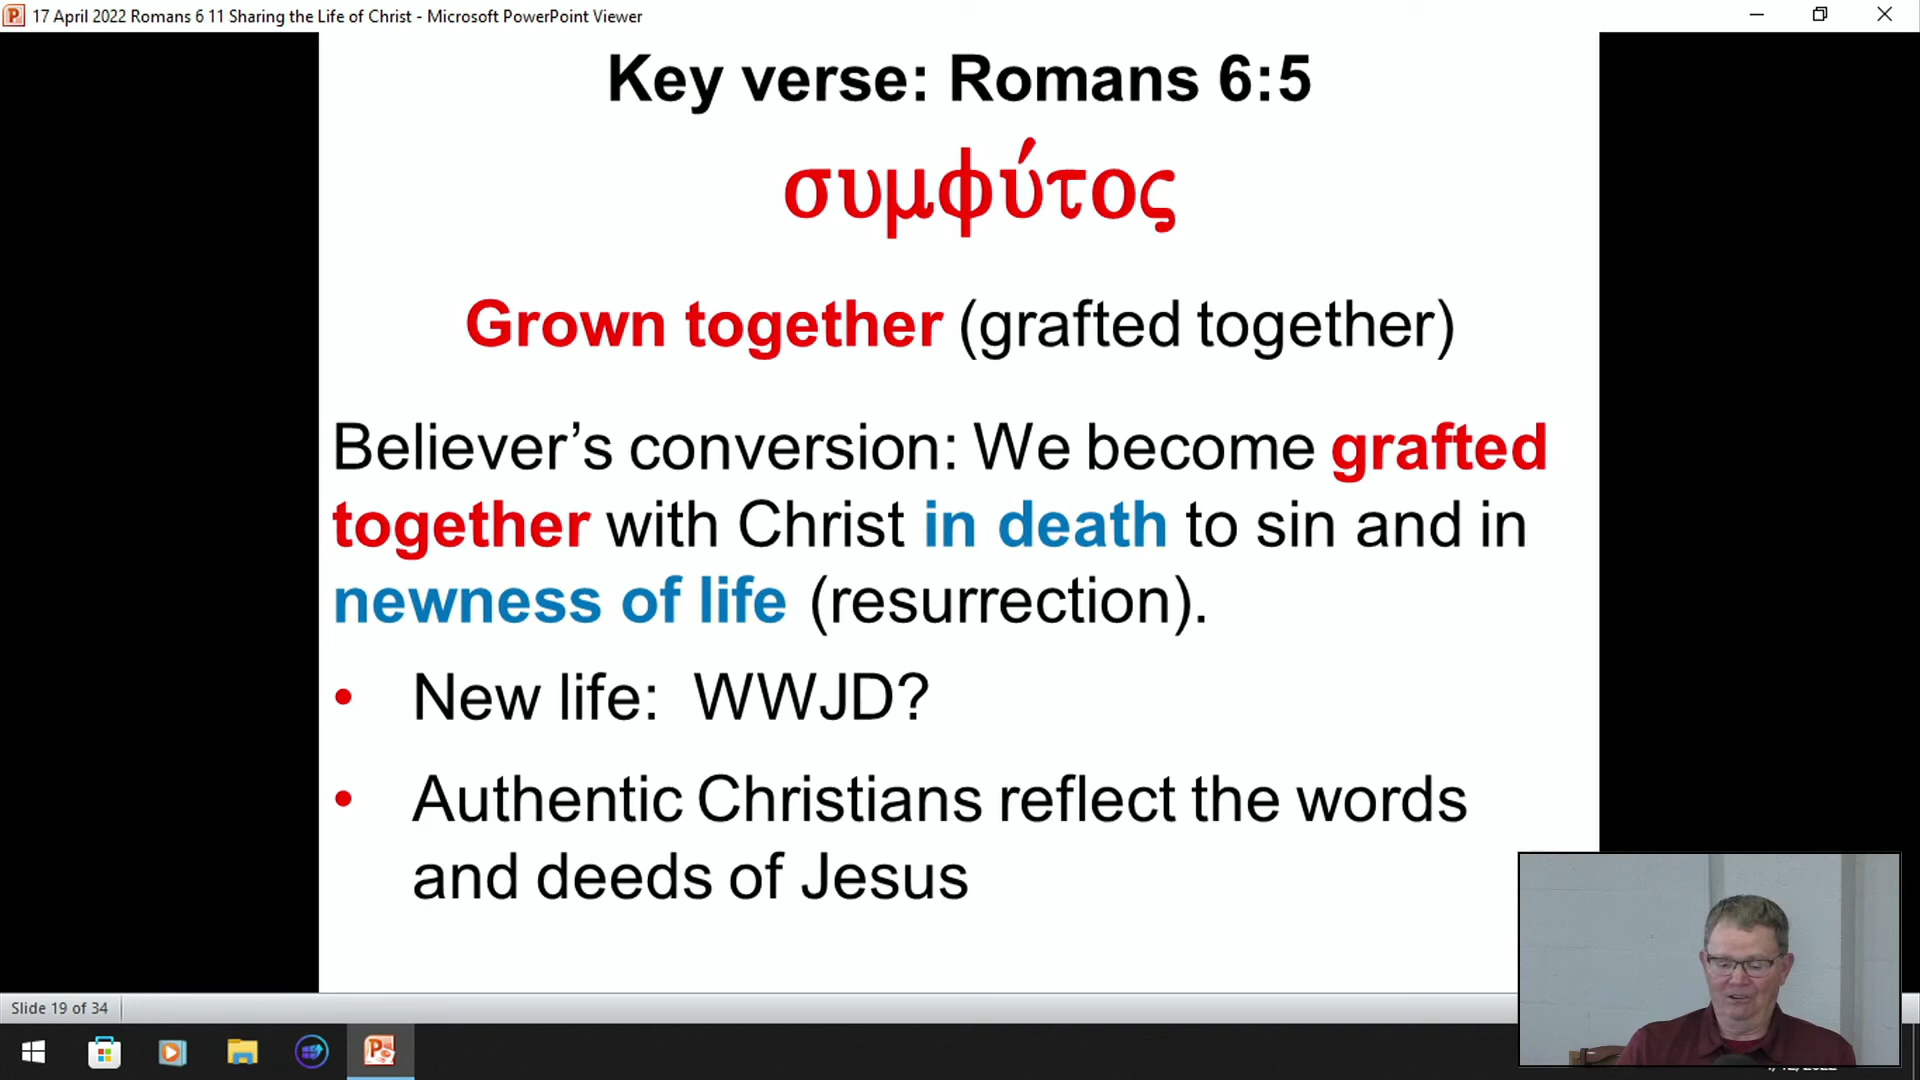 17 April 2022 Romans 6 11 Sharing the Life of Christ - Microsoft PowerPoint Viewer
Key verse: Romans 6:5
συμφύτος
Grown together (grafted together)
Believer’s conversion: We become grafted
together with Christ in death to sin and in
newness of life (resurrection).
• New life: WWJD?
• Authentic Christians reflect the words
and deeds of Jesus
Slide 19 of 34